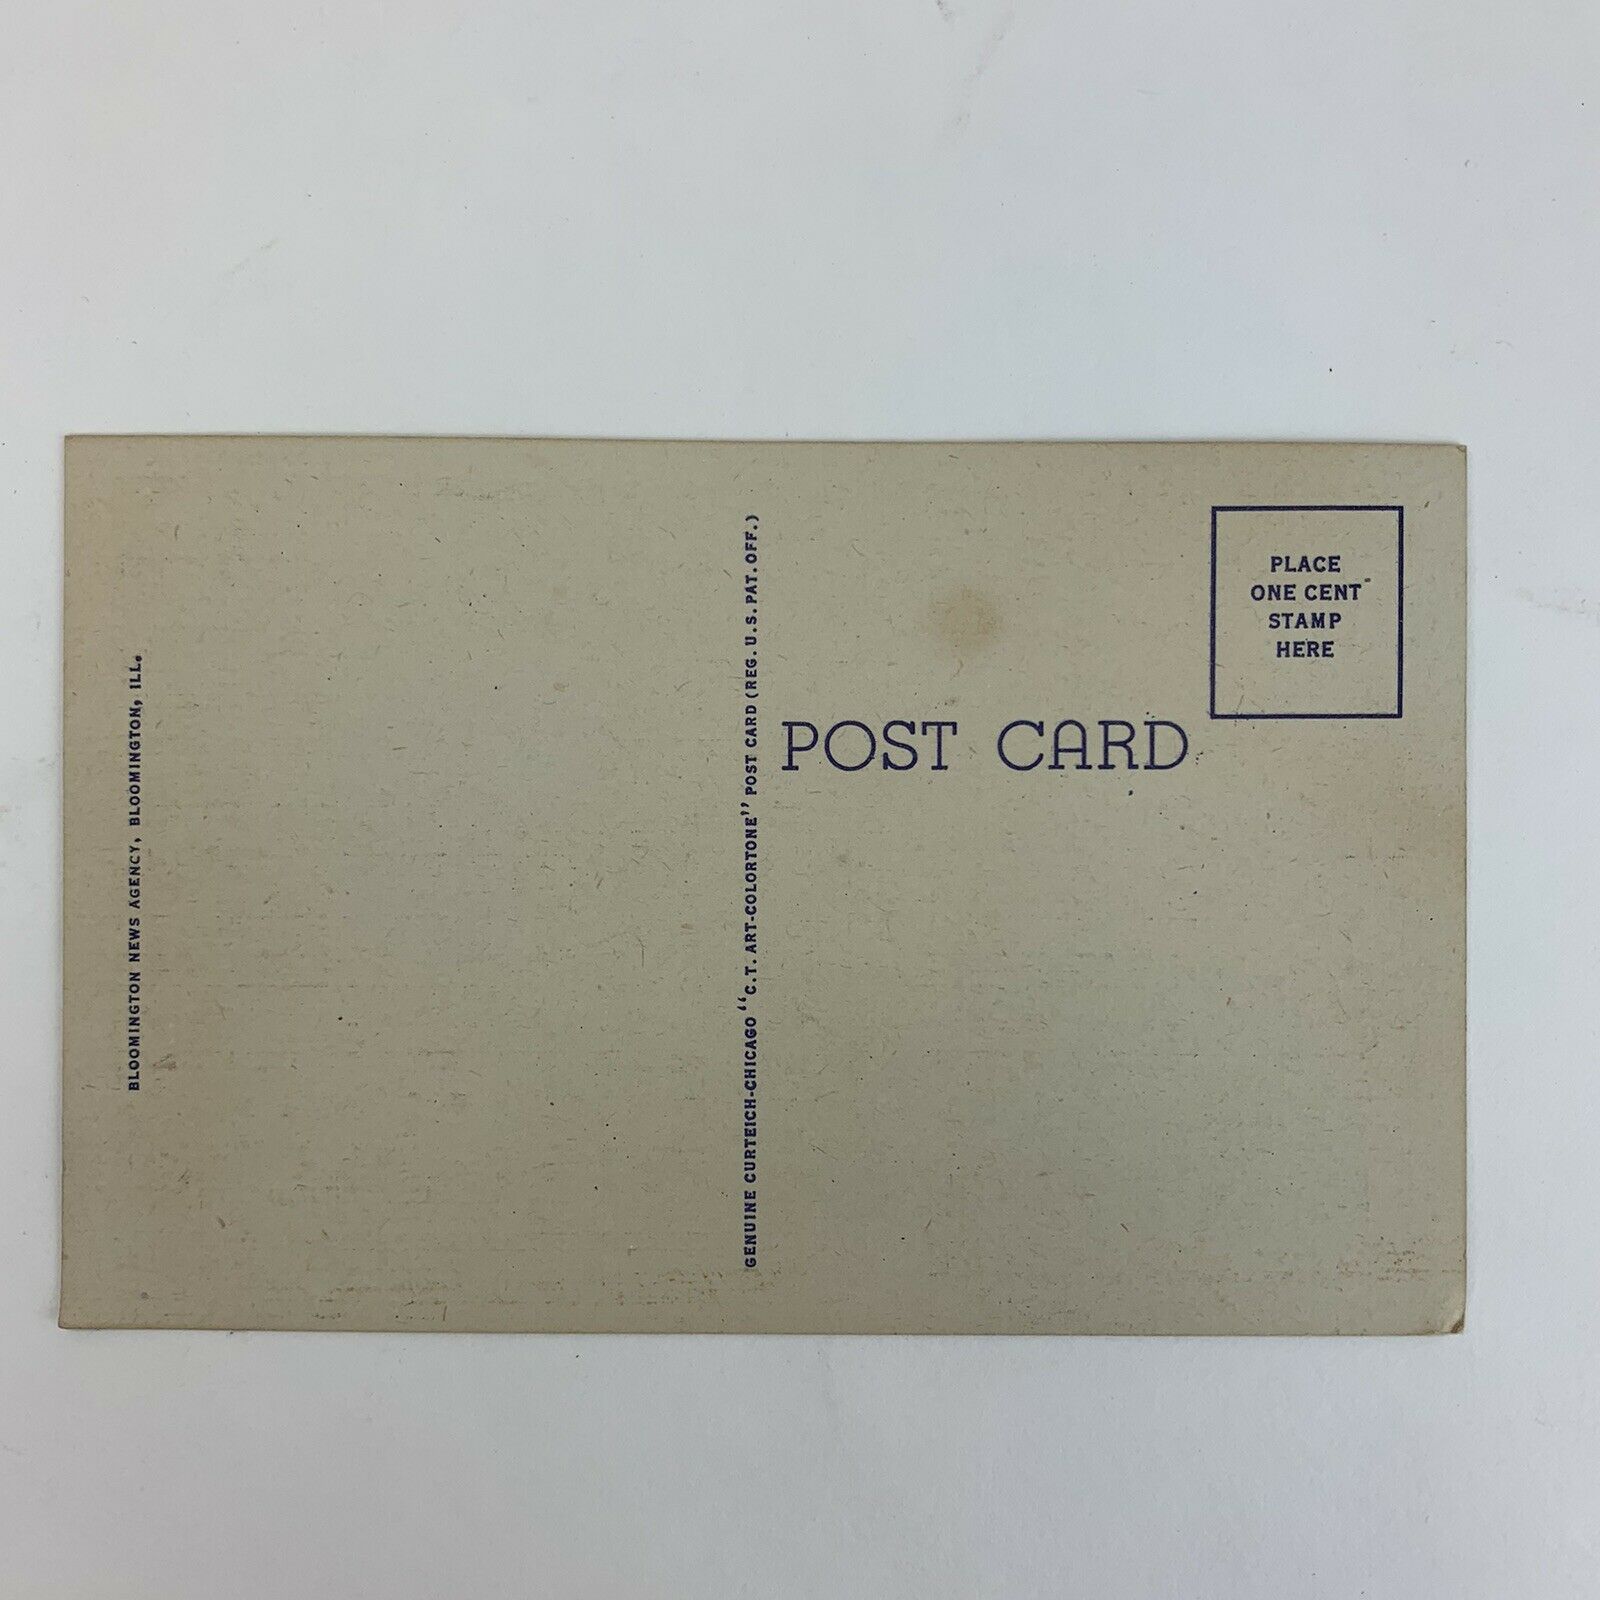 BLOOMINGTON NEWS AGENCY, BLOOMINGTON, ILL.
GENUINE CURTEICH-CHICAGO "C.T. ART-COLORTONE" POST CARD (REG. U.S. PAT. OFF.)
POST CARD
PLACE
ONE CENT
STAMP
HERE